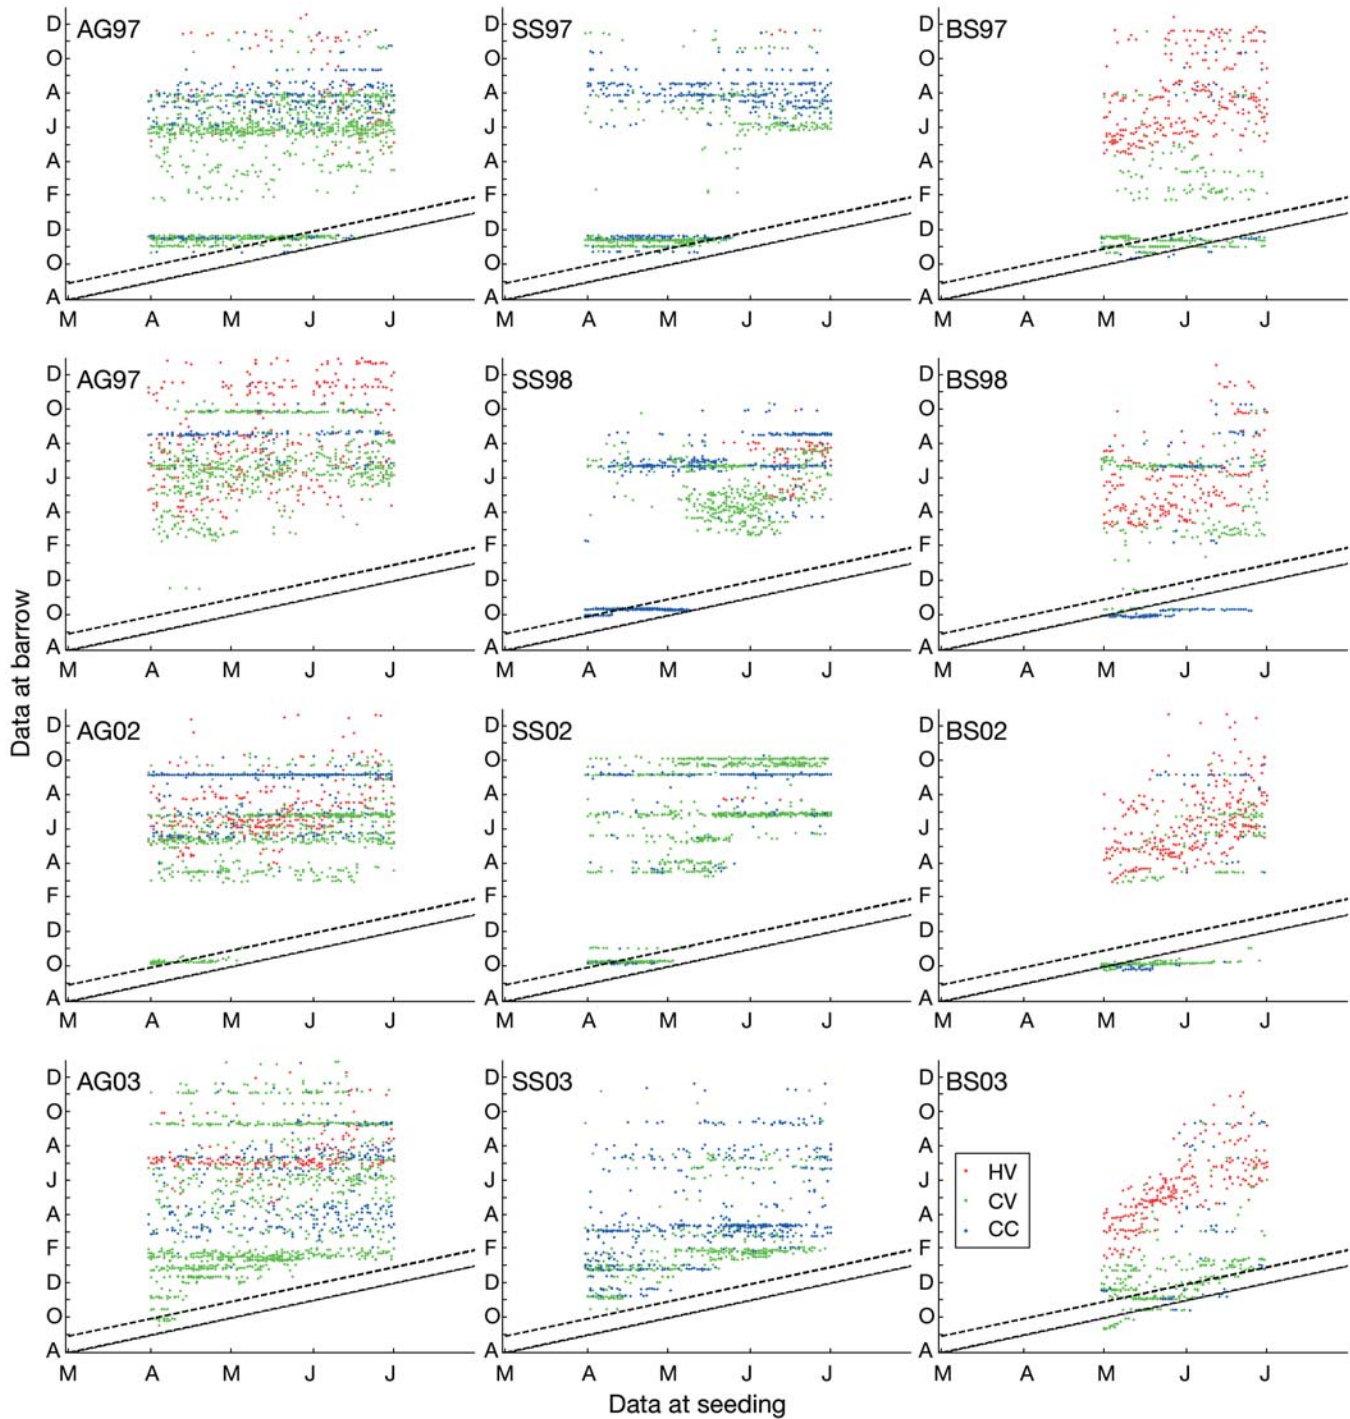 AG97 SS97 BS97
D D D
O O O
A A A
J J J
A A A
F F F
D D D
O O O
A A A
M A M J J M A M J J M A M J J
AG97 SS98 BS98
D D D
O O O
A A A
J J J
A A A
F F F
D D D
O O O
A A A
M A M J J M A M J J M A M J J
Data at barrow
AG02 SS02 BS02
D D D
O O O
A A A
J J J
A A A
F F F
D D D
O O O
A A A
M A M J J M A M J J M A M J J
AG03 SS03 BS03
D D D
O O O
A A A
J J J
A A A
F F F
D D D
O O O
A A A
HV
CV
CC
M A M J J M A M J J M A M J J
Data at seeding